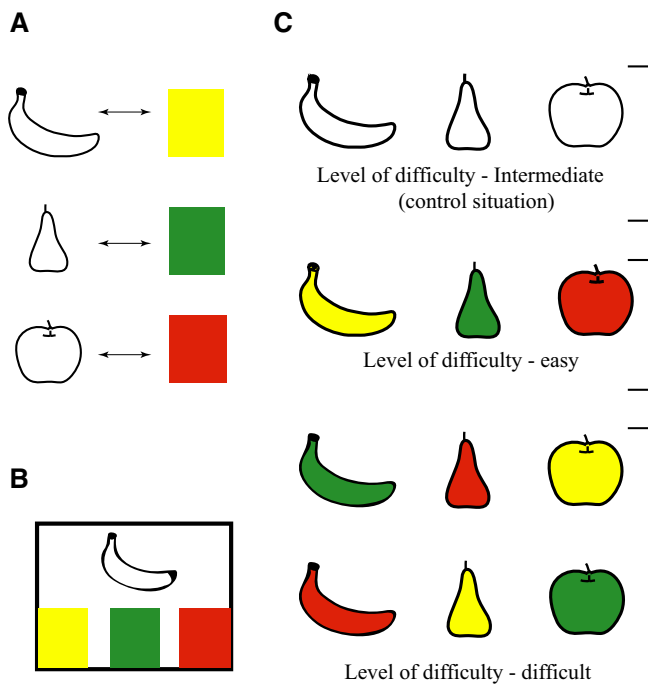 A
C
Level of difficulty - Intermediate
(control situation)
Level of difficulty - easy
B
Level of difficulty - difficult